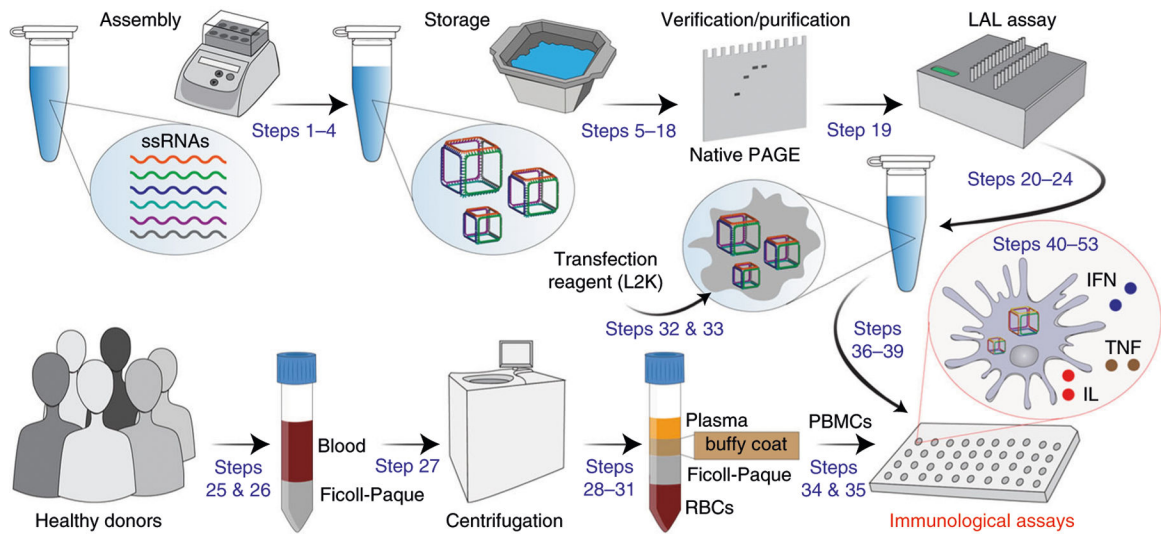 Assembly
Storage
Verification/purification
LAL assay
Steps 1–4
Steps 5–18
Step 19
ssRNAs
Native PAGE
Steps 20–24
Transfection
reagent (L2K)
Steps 32 & 33
Steps
36–39
Steps 40–53
IFN
TNF
IL
Healthy donors
Steps
25 & 26
Blood
Ficoll-Paque
Step 27
Centrifugation
Steps
28–31
Plasma
buffy coat
Ficoll-Paque
RBCs
PBMCs
Steps
34 & 35
Immunological assays